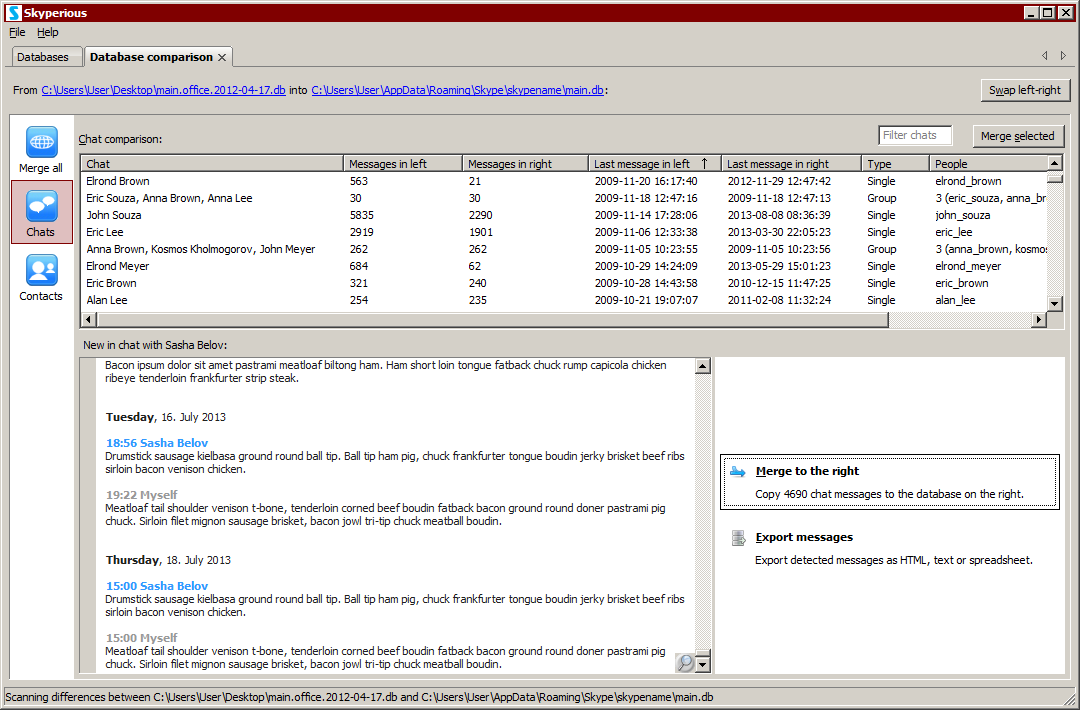 Skyperious
File Help
Databases Database comparison
From C:\Users\User\Desktop\main.office.2012-04-17.db into C:\Users\User\AppData\Roaming\Skype\skypename\main.db:
Swap left-right
Merge all
Chats
Contacts
Chat comparison:
Filter chats
Merge selected
Chat Messages in left Messages in right Last message in left ↑ Last message in right Type People
Elrond Brown 563 21 2009-11-20 16:17:40 2012-11-29 12:47:42 Single elrond_brown
Eric Souza, Anna Brown, Anna Lee 30 30 2009-11-18 12:47:16 2009-11-18 12:47:13 Group 3 (eric_souza, anna_br
John Souza 5835 2290 2009-11-14 17:28:06 2013-08-08 08:36:39 Single john_souza
Eric Lee 2919 1901 2009-11-06 12:33:38 2013-03-30 22:05:23 Single eric_lee
Anna Brown, Kosmos Kholmogorov, John Meyer 262 262 2009-11-05 10:23:55 2009-11-05 10:23:56 Group 3 (anna_brown, kosmos
Elrond Meyer 684 62 2009-10-29 14:24:09 2013-05-29 15:01:23 Single elrond_meyer
Eric Brown 321 240 2009-10-28 14:43:58 2010-12-15 11:47:25 Single eric_brown
Alan Lee 254 235 2009-10-21 19:07:07 2011-02-08 11:32:24 Single alan_lee
New in chat with Sasha Belov:
Bacon ipsum dolor sit amet pastrami meatloaf biltong ham. Ham short loin tongue fatback chuck rump capicola chicken
ribeye tenderloin frankfurter strip steak.
Tuesday, 16. July 2013
18:56 Sasha Belov
Drumstick sausage kielbasa ground round ball tip. Ball tip ham pig, chuck frankfurter tongue boudin jerky brisket beef ribs
sirloin bacon venison chicken.
19:22 Myself
Meatloaf tail shoulder venison t-bone, tenderloin corned beef boudin fatback bacon ground round doner pastrami pig
chuck. Sirloin filet mignon sausage brisket, bacon jowl tri-tip chuck meatball boudin.
Thursday, 18. July 2013
15:00 Sasha Belov
Drumstick sausage kielbasa ground round ball tip. Ball tip ham pig, chuck frankfurter tongue boudin jerky brisket beef ribs
sirloin bacon venison chicken.
15:00 Myself
Meatloaf tail shoulder venison t-bone, tenderloin corned beef boudin fatback bacon ground round doner pastrami pig
chuck. Sirloin filet mignon sausage brisket, bacon jowl tri-tip chuck meatball boudin.
Merge to the right
Copy 4690 chat messages to the database on the right.
Export messages
Export detected messages as HTML, text or spreadsheet.
Scanning differences between C:\Users\User\Desktop\main.office.2012-04-17.db and C:\Users\User\AppData\Roaming\Skype\skypename\main.db